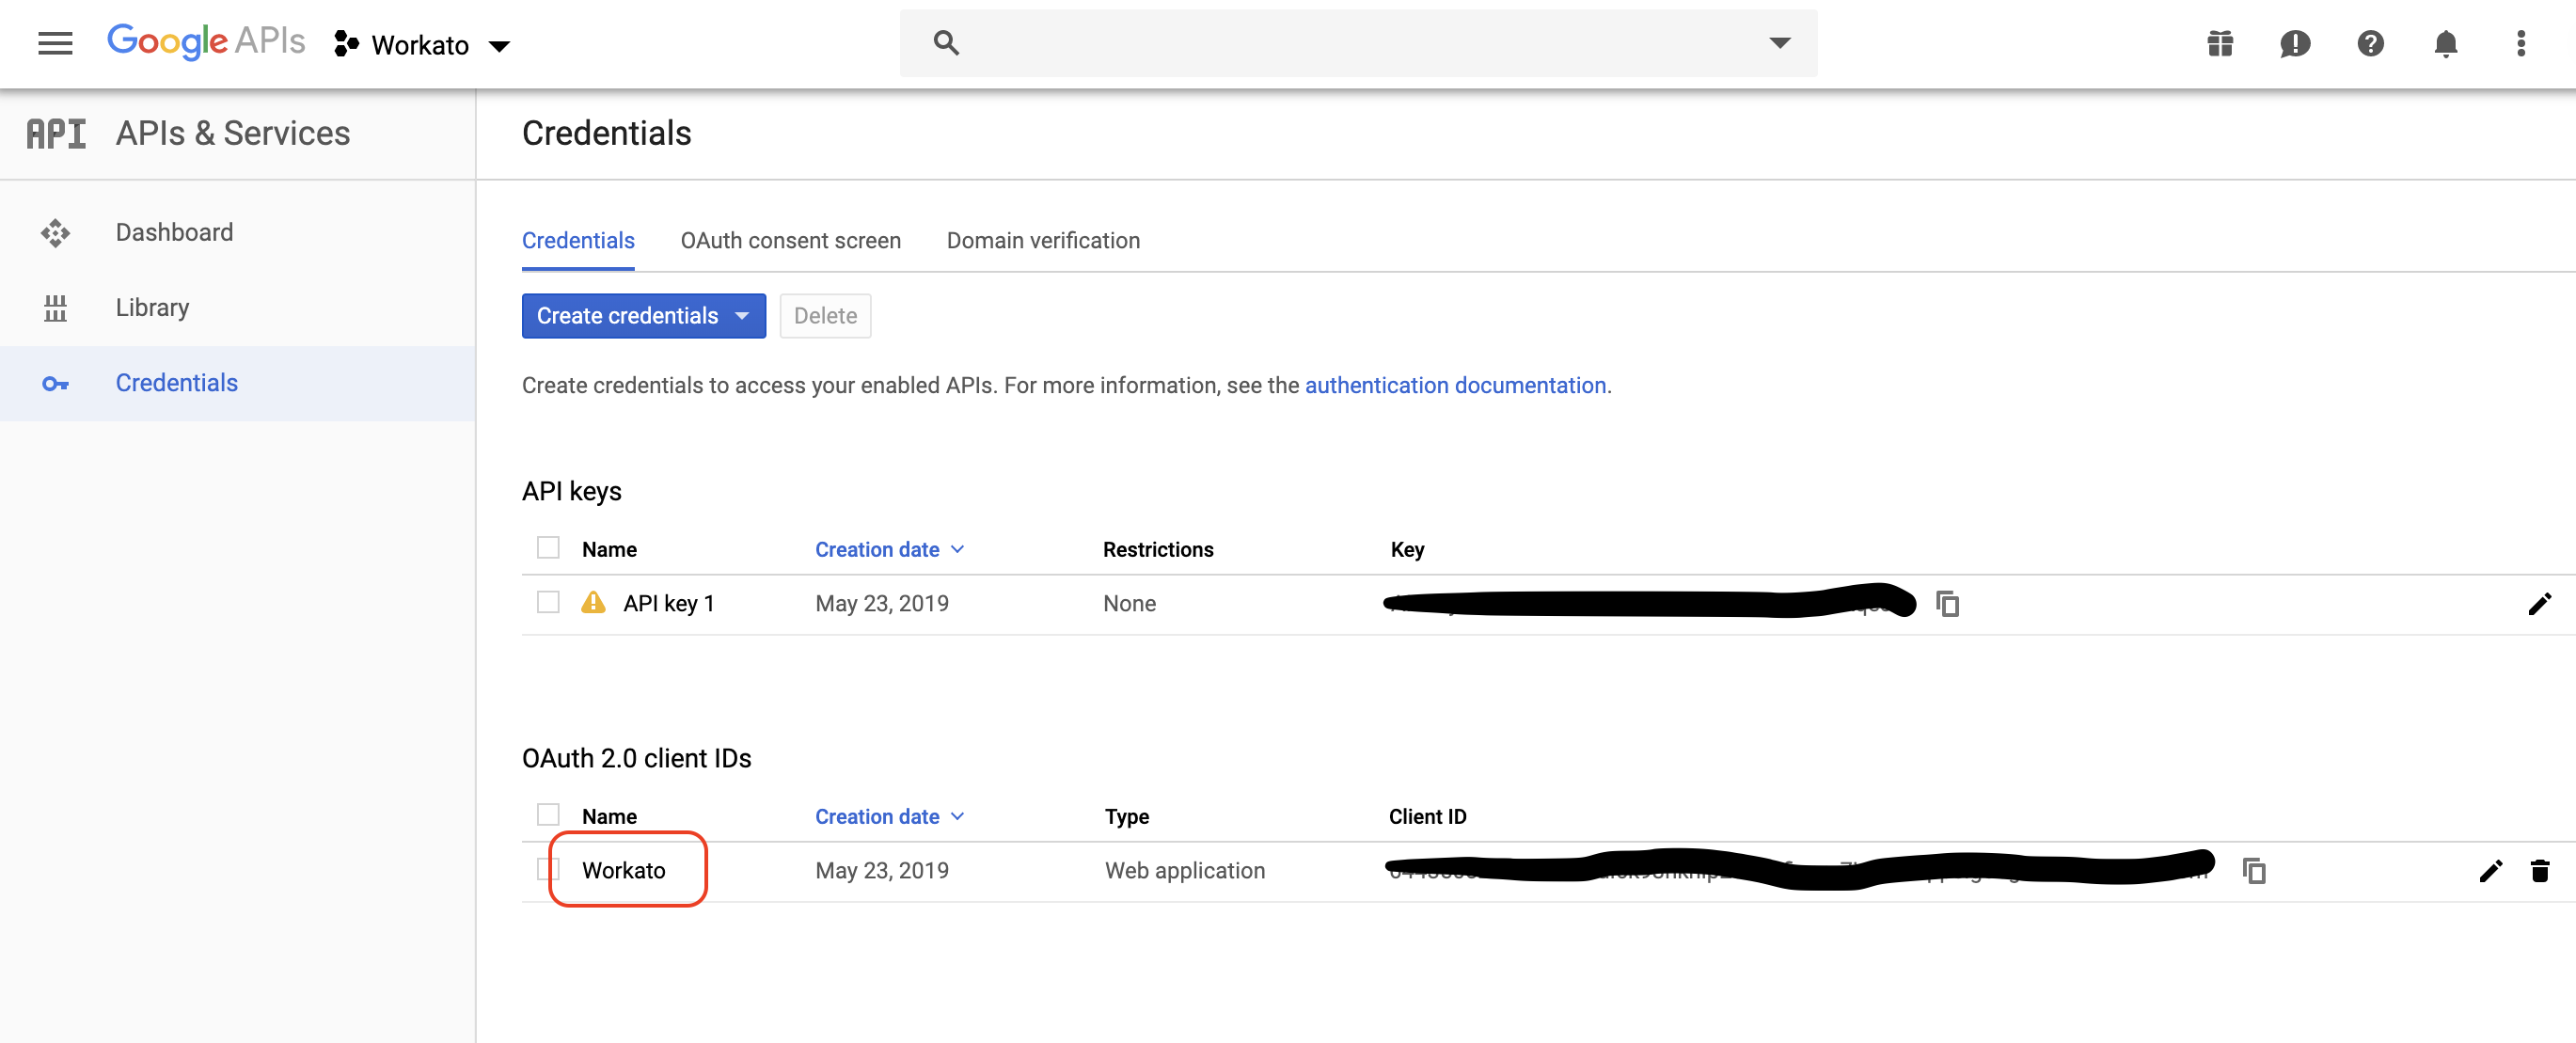 Google APIs Workato
API APIs & Services
Credentials
Dashboard
Library
Credentials
Credentials OAuth consent screen Domain verification
Create credentials Delete
Create credentials to access your enabled APIs. For more information, see the authentication documentation.
API keys
Name Creation date Restrictions Key
API key 1 May 23, 2019 None
OAuth 2.0 client IDs
Name Creation date Type Client ID
Workato May 23, 2019 Web application